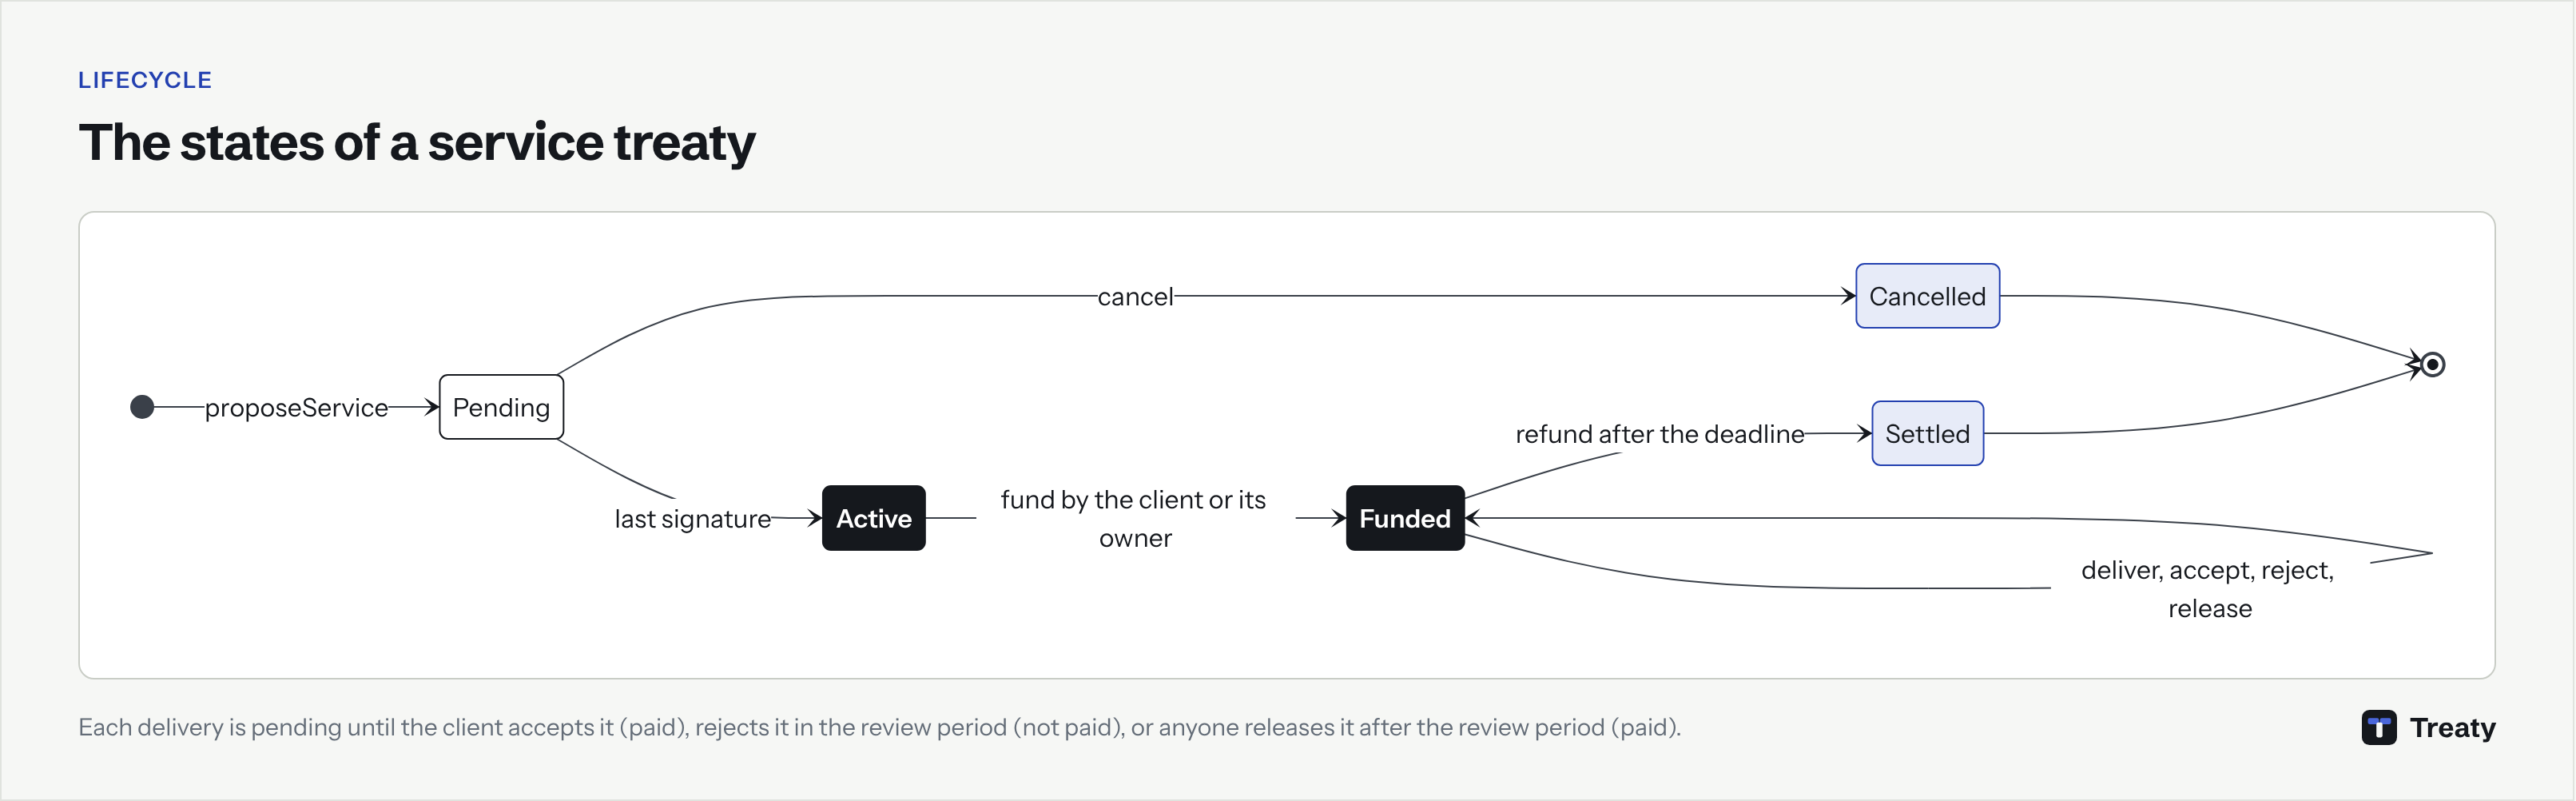 LIFECYCLE
The states of a service treaty
cancel
Cancelled
proposeService
Pending
refund after the deadline
Settled
last signature
Active
fund by the client or its
owner
Funded
deliver, accept, reject,
release
Each delivery is pending until the client accepts it (paid), rejects it in the review period (not paid), or anyone releases it after the review period (paid).
Treaty